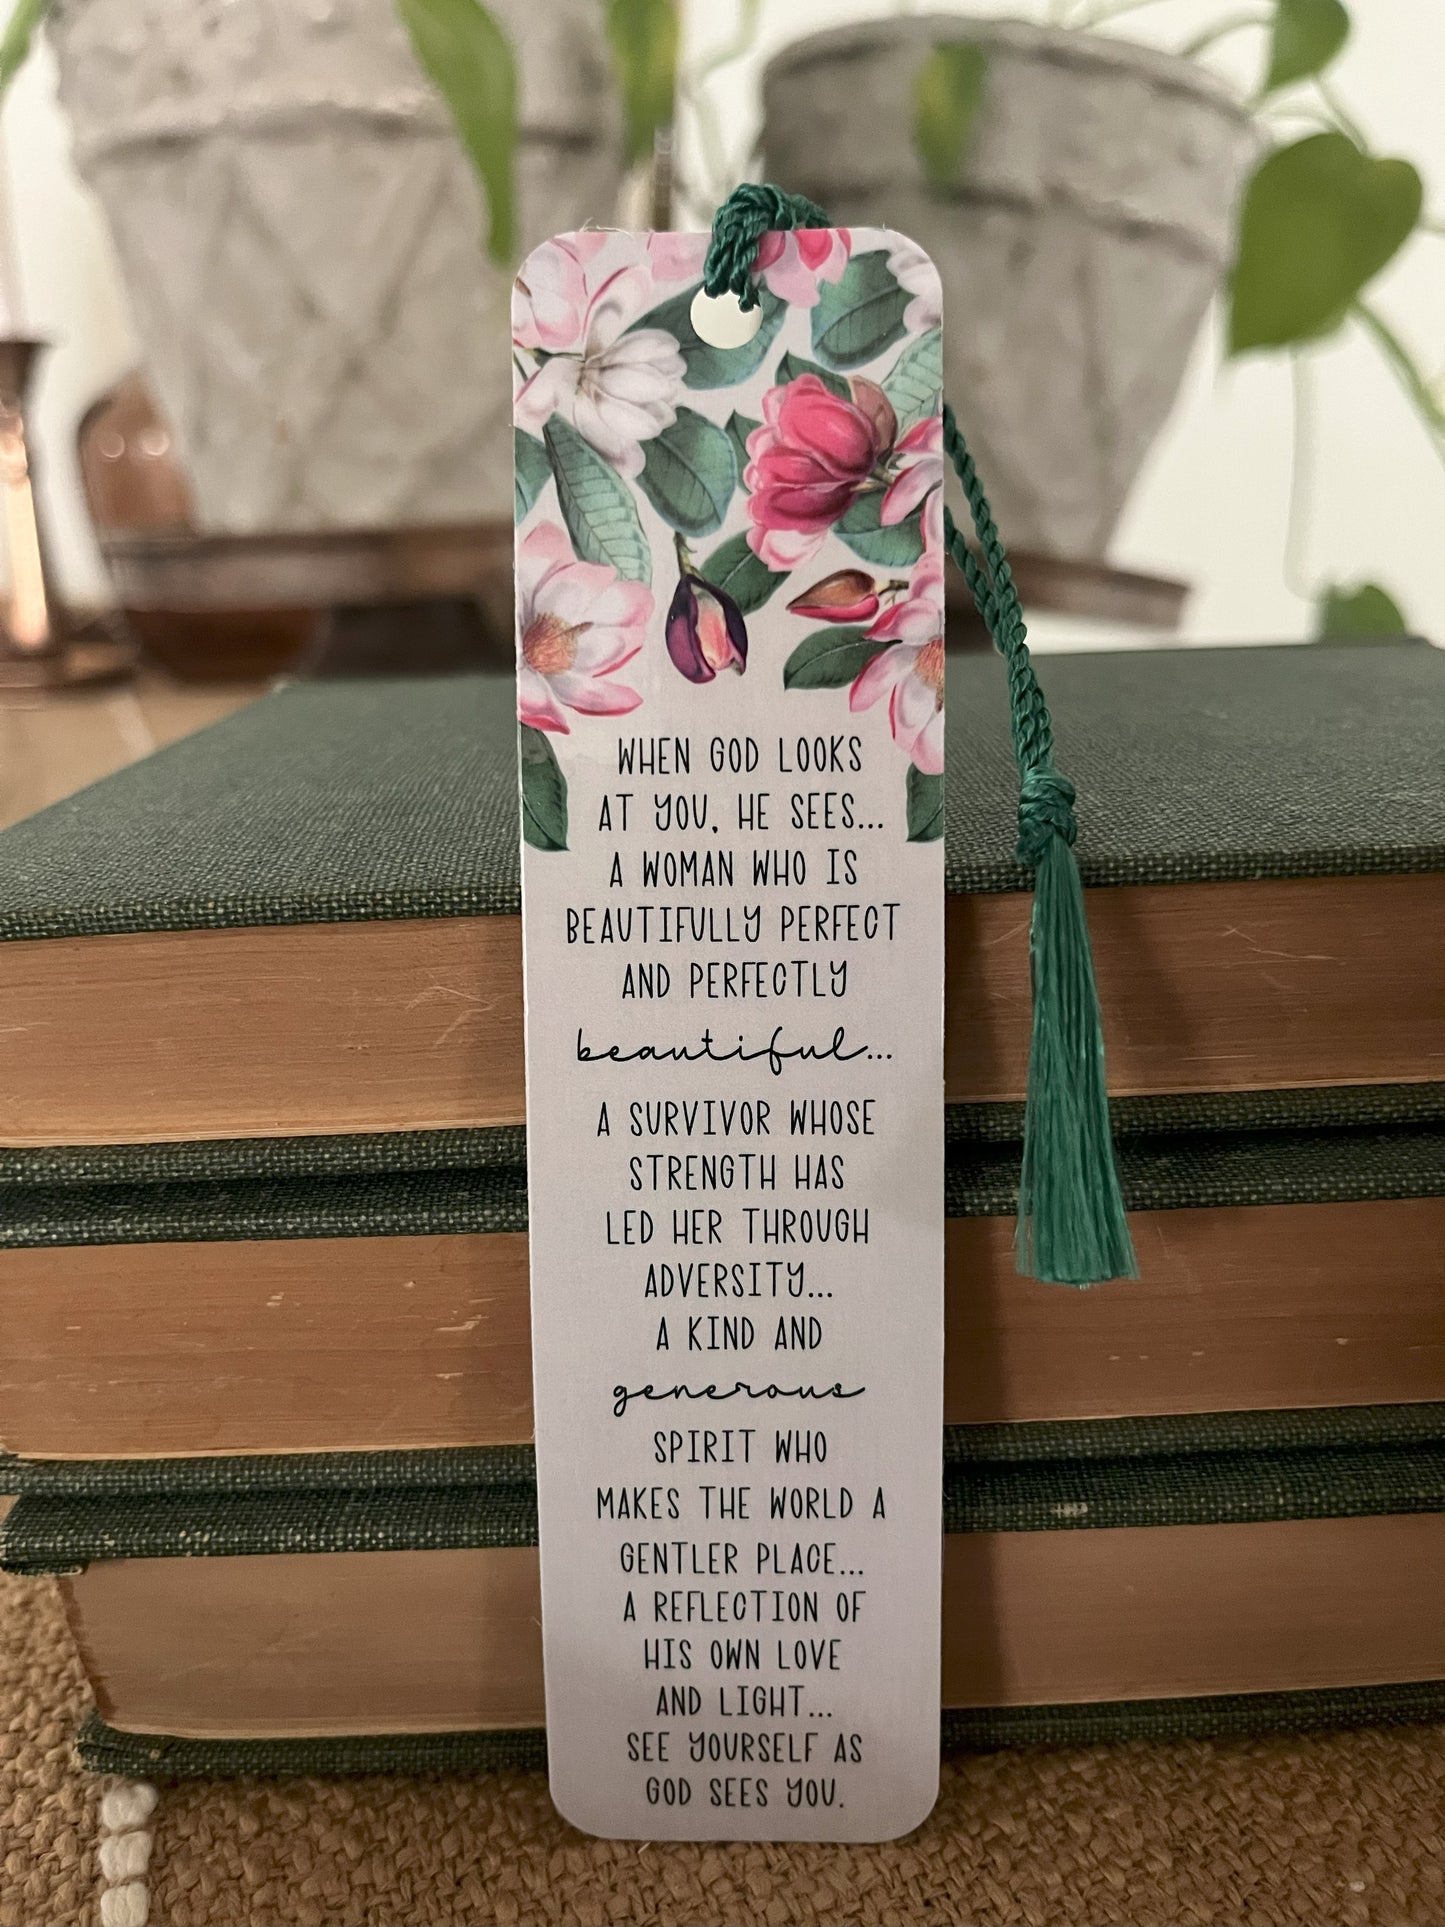 WHEN GOD LOOKS
AT YOU, HE SEES...
A WOMAN WHO IS
BEAUTIFULLY PERFECT
AND PERFECTLY
beautiful...
A SURVIVOR WHOSE
STRENGTH HAS
LED HER THROUGH
ADVERSITY...
A KIND AND
generous
SPIRIT WHO
MAKES THE WORLD A
GENTLER PLACE...
A REFLECTION OF
HIS OWN LOVE
AND LIGHT...
SEE YOURSELF AS
GOD SEES YOU.